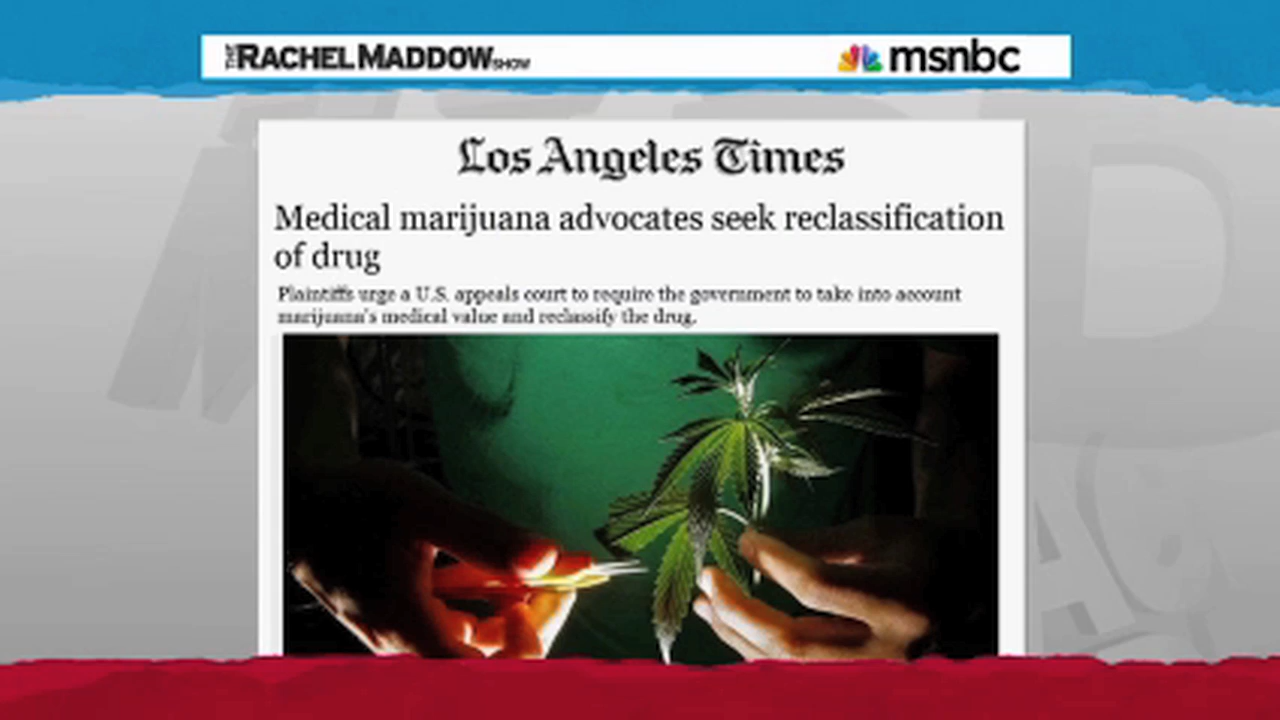 THE RACHEL MADDOW SHOW
msnbc
Los Angeles Times
Medical marijuana advocates seek reclassification
of drug
Plaintiffs urge a U.S. appeals court to require the government to take into account
marijuana's medical value and reclassify the drug.